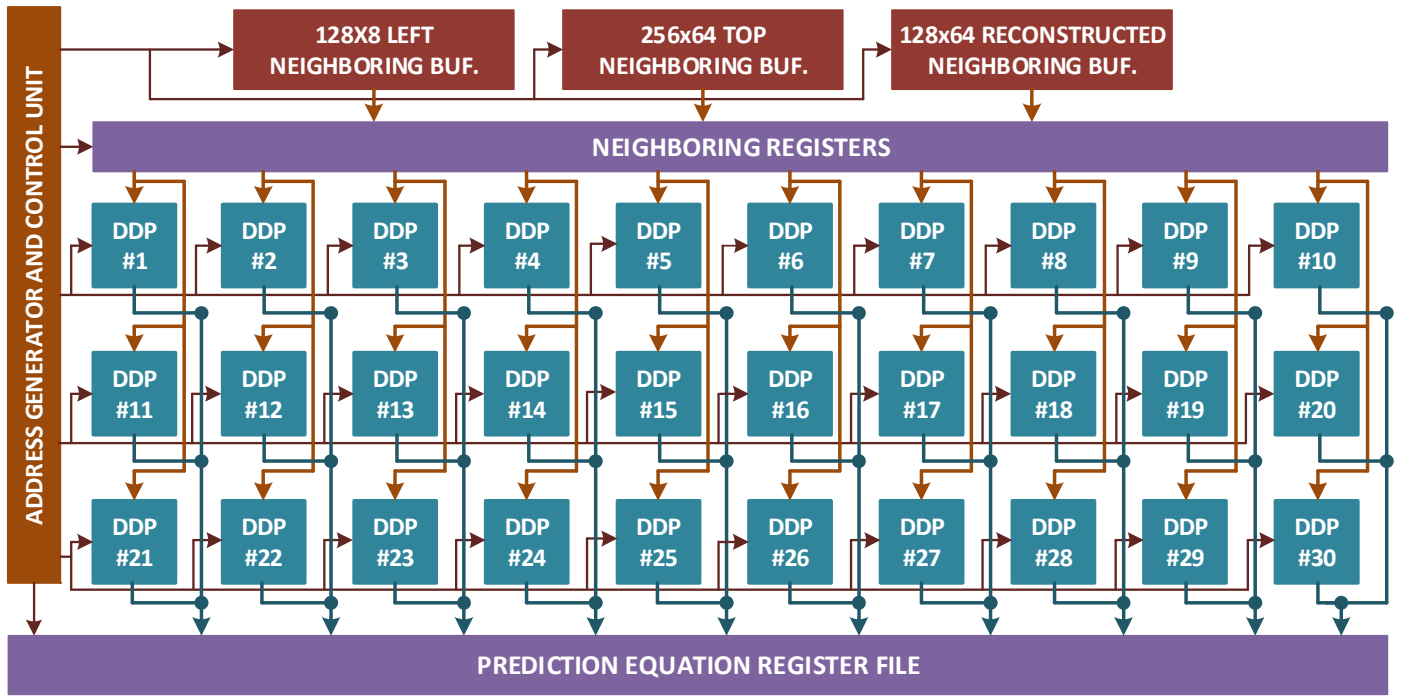 128X8 LEFT
NEIGHBORING BUF.
256x64 TOP
NEIGHBORING BUF.
128x64 RECONSTRUCTED
NEIGHBORING BUF.
ADDRESS GENERATOR AND CONTROL UNIT
NEIGHBORING REGISTERS
DDP
#1
DDP
#2
DDP
#3
DDP
#4
DDP
#5
DDP
#6
DDP
#7
DDP
#8
DDP
#9
DDP
#10
DDP
#11
DDP
#12
DDP
#13
DDP
#14
DDP
#15
DDP
#16
DDP
#17
DDP
#18
DDP
#19
DDP
#20
DDP
#21
DDP
#22
DDP
#23
DDP
#24
DDP
#25
DDP
#26
DDP
#27
DDP
#28
DDP
#29
DDP
#30
PREDICTION EQUATION REGISTER FILE